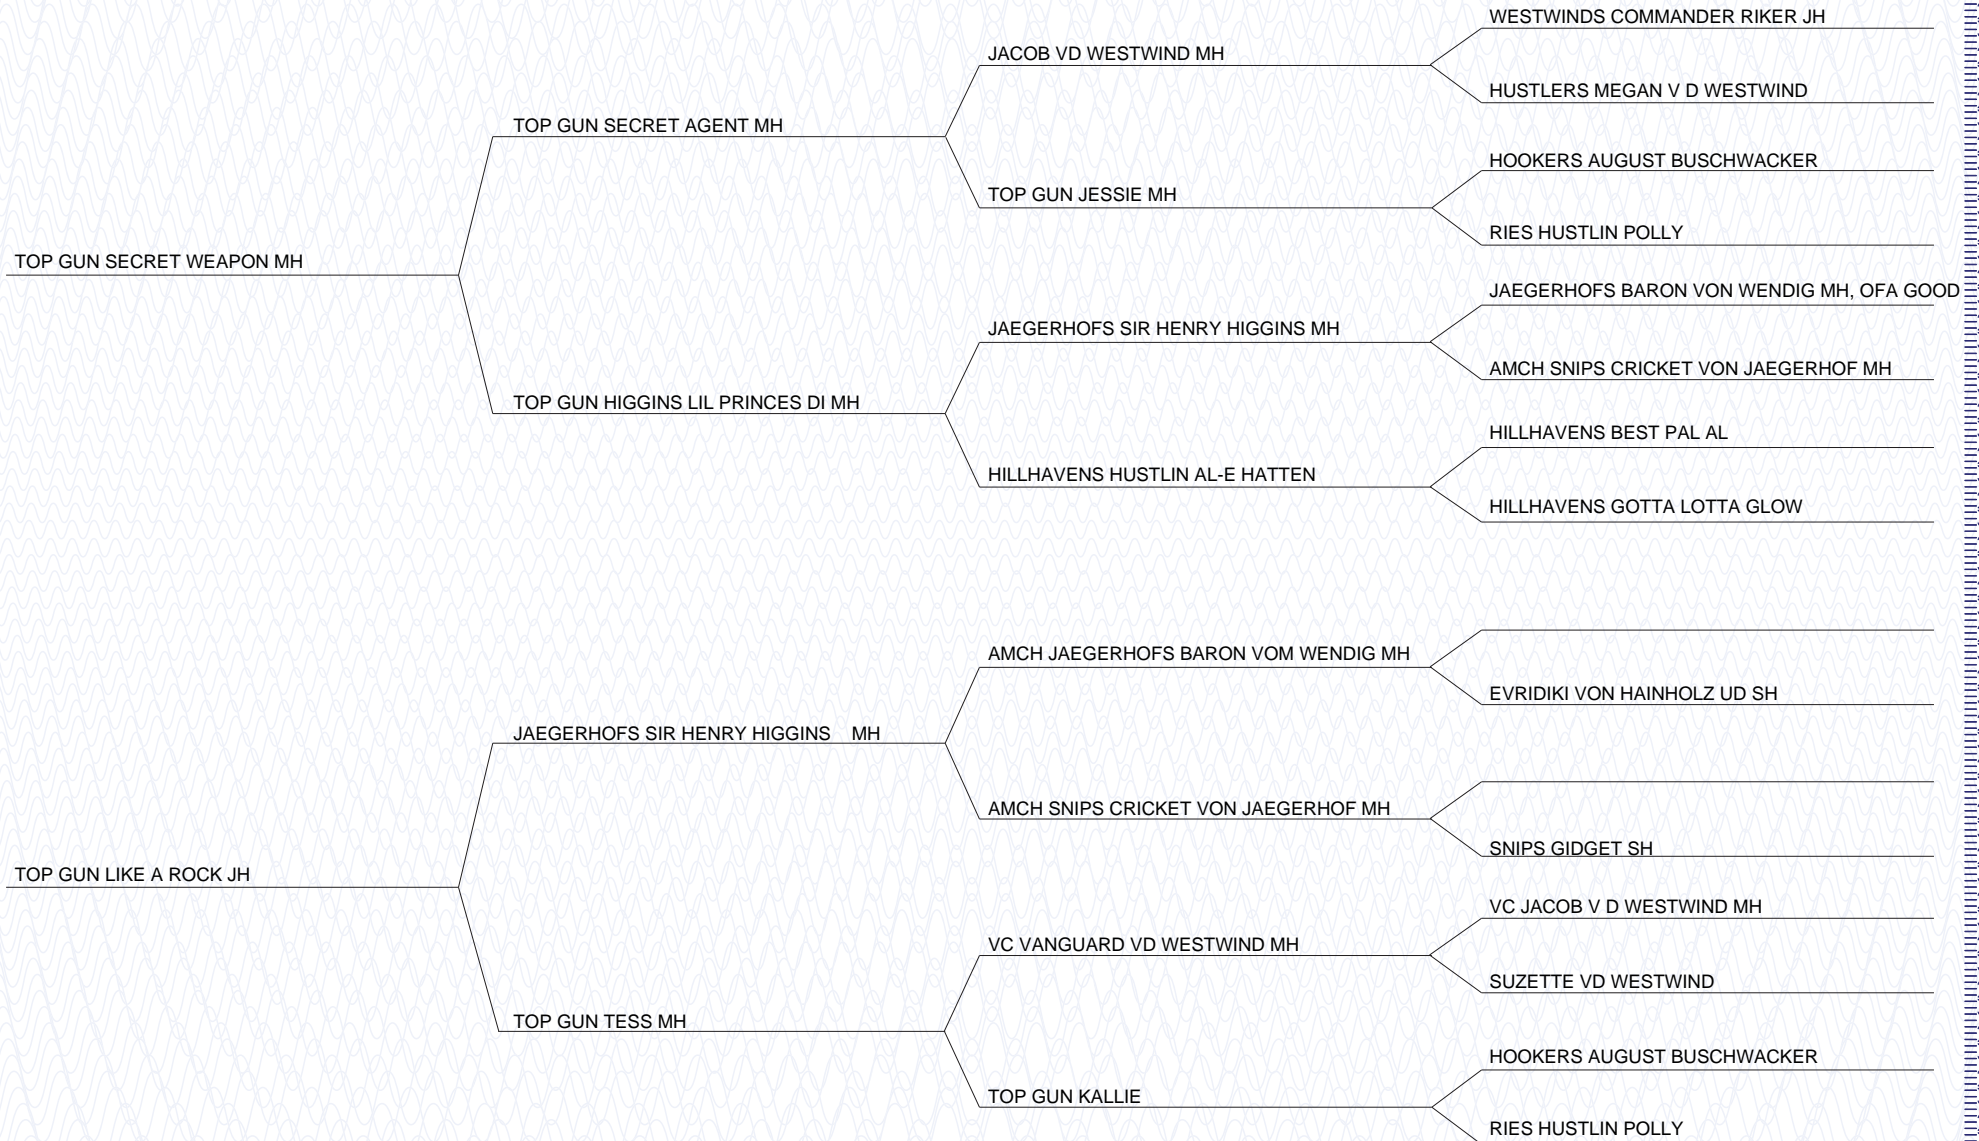 WESTWINDS COMMANDER RIKER JH
JACOB VD WESTWIND MH
HUSTLERS MEGAN V D WESTWIND
TOP GUN SECRET AGENT MH
HOOKERS AUGUST BUSCHWACKER
TOP GUN JESSIE MH
RIES HUSTLIN POLLY
TOP GUN SECRET WEAPON MH
JAEGERHOFS BARON VON WENDIG MH, OFA GOOD
JAEGERHOFS SIR HENRY HIGGINS MH
AMCH SNIPS CRICKET VON JAEGERHOF MH
TOP GUN HIGGINS LIL PRINCES DI MH
HILLHAVENS BEST PAL AL
HILLHAVENS HUSTLIN AL-E HATTEN
HILLHAVENS GOTTA LOTTA GLOW
AMCH JAEGERHOFS BARON VOM WENDIG MH
EVRIDIKI VON HAINHOLZ UD SH
JAEGERHOFS SIR HENRY HIGGINS MH
AMCH SNIPS CRICKET VON JAEGERHOF MH
SNIPS GIDGET SH
TOP GUN LIKE A ROCK JH
VC JACOB V D WESTWIND MH
VC VANGUARD VD WESTWIND MH
SUZETTE VD WESTWIND
TOP GUN TESS MH
HOOKERS AUGUST BUSCHWACKER
TOP GUN KALLIE
RIES HUSTLIN POLLY